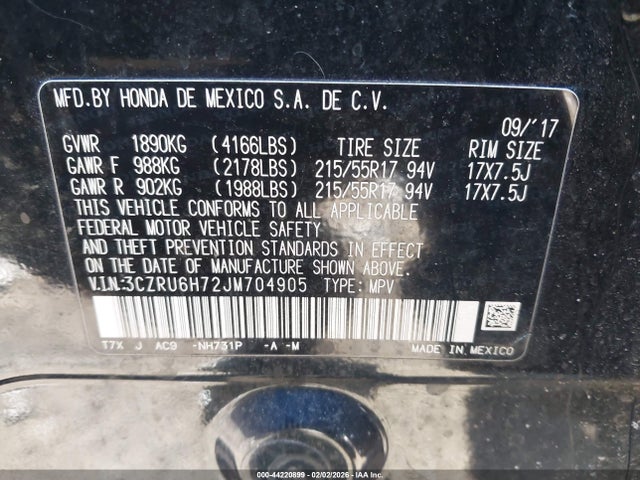 MFD.BY HONDA DE MEXICO S.A. DE C.V.
09/'17
GVWR 1890KG (4166LBS) TIRE SIZE RIM SIZE
GAWR F 988KG (2178LBS) 215/55R17 94V 17X7.5J
GAWR R 902KG (1988LBS) 215/55R17 94V 17X7.5J
THIS VEHICLE CONFORMS TO ALL APPLICABLE
FEDERAL MOTOR VEHICLE SAFETY
AND THEFT PREVENTION STANDARDS IN EFFECT
ON THE DATE OF MANUFACTURE SHOWN ABOVE.
V.I.N.:3CZRU6H72JM704905 TYPE: MPV
T7X J AC9 -NH731P -A -M MADE IN MEXICO
000-44220899 - 02/02/2026 - IAA Inc.